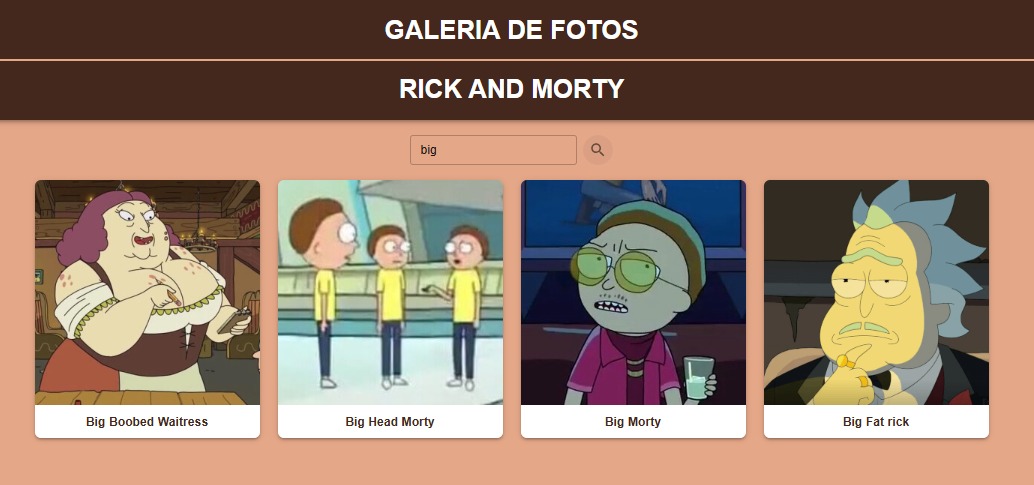 GALERIA DE FOTOS
RICK AND MORTY
big
Big Boobed Waitress
Big Head Morty
Big Morty
Big Fat rick